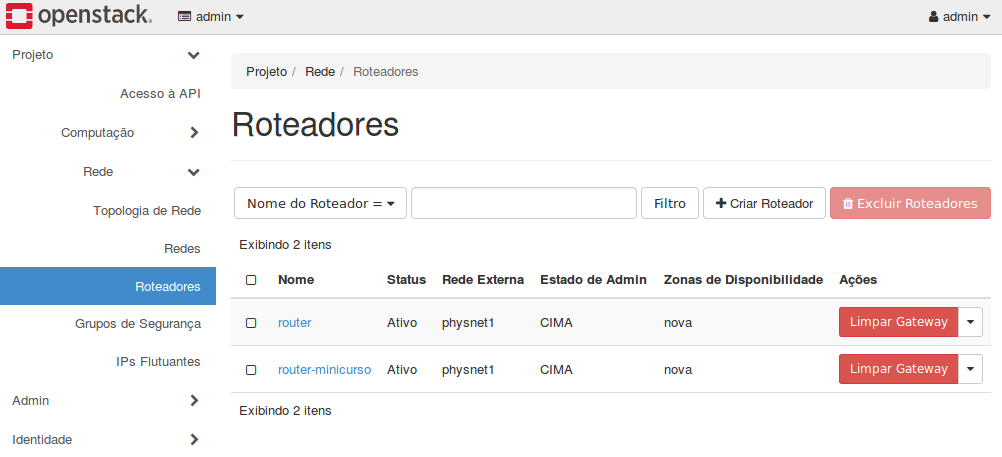 openstack. admin admin
Projeto
Acesso à API
Computação
Rede
Topologia de Rede
Redes
Roteadores
Grupos de Segurança
IPs Flutuantes
Admin
Identidade
Projeto / Rede / Roteadores
Roteadores
Nome do Roteador = Filtro Criar Roteador Excluir Roteadores
Exibindo 2 itens
Nome Status Rede Externa Estado de Admin Zonas de Disponibilidade Ações
router Ativo physnet1 CIMA nova Limpar Gateway
router-minicurso Ativo physnet1 CIMA nova Limpar Gateway
Exibindo 2 itens